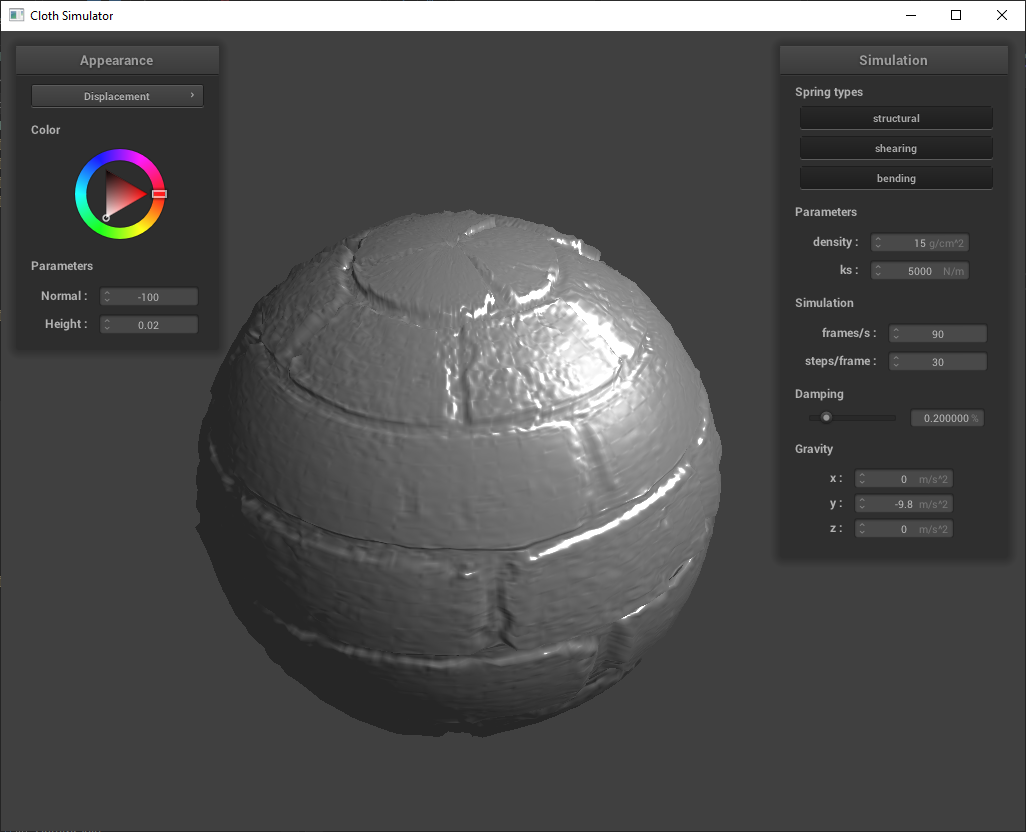 Cloth Simulator
Appearance
Displacement
Color
Parameters
Normal : -100
Height : 0.02
Simulation
Spring types
structural
shearing
bending
Parameters
density : 15 g/cm^2
ks : 5000 N/m
Simulation
frames/s : 90
steps/frame : 30
Damping
0.200000 %
Gravity
x : 0 m/s^2
y : -9.8 m/s^2
z : 0 m/s^2